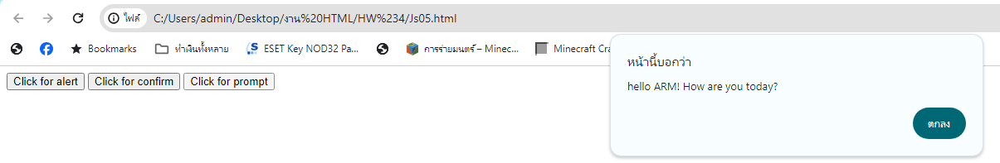 ไฟล์ C:/Users/admin/Desktop/งาน%20HTML/HW%234/Js05.html
Bookmarks ทำเงินทั้งหลาย ESET Key NOD32 Pa... การร่ายมนตร์ – Minec... Minecraft Cra
Click for alert Click for confirm Click for prompt
หน้านี้บอกว่า
hello ARM! How are you today?
ตกลง